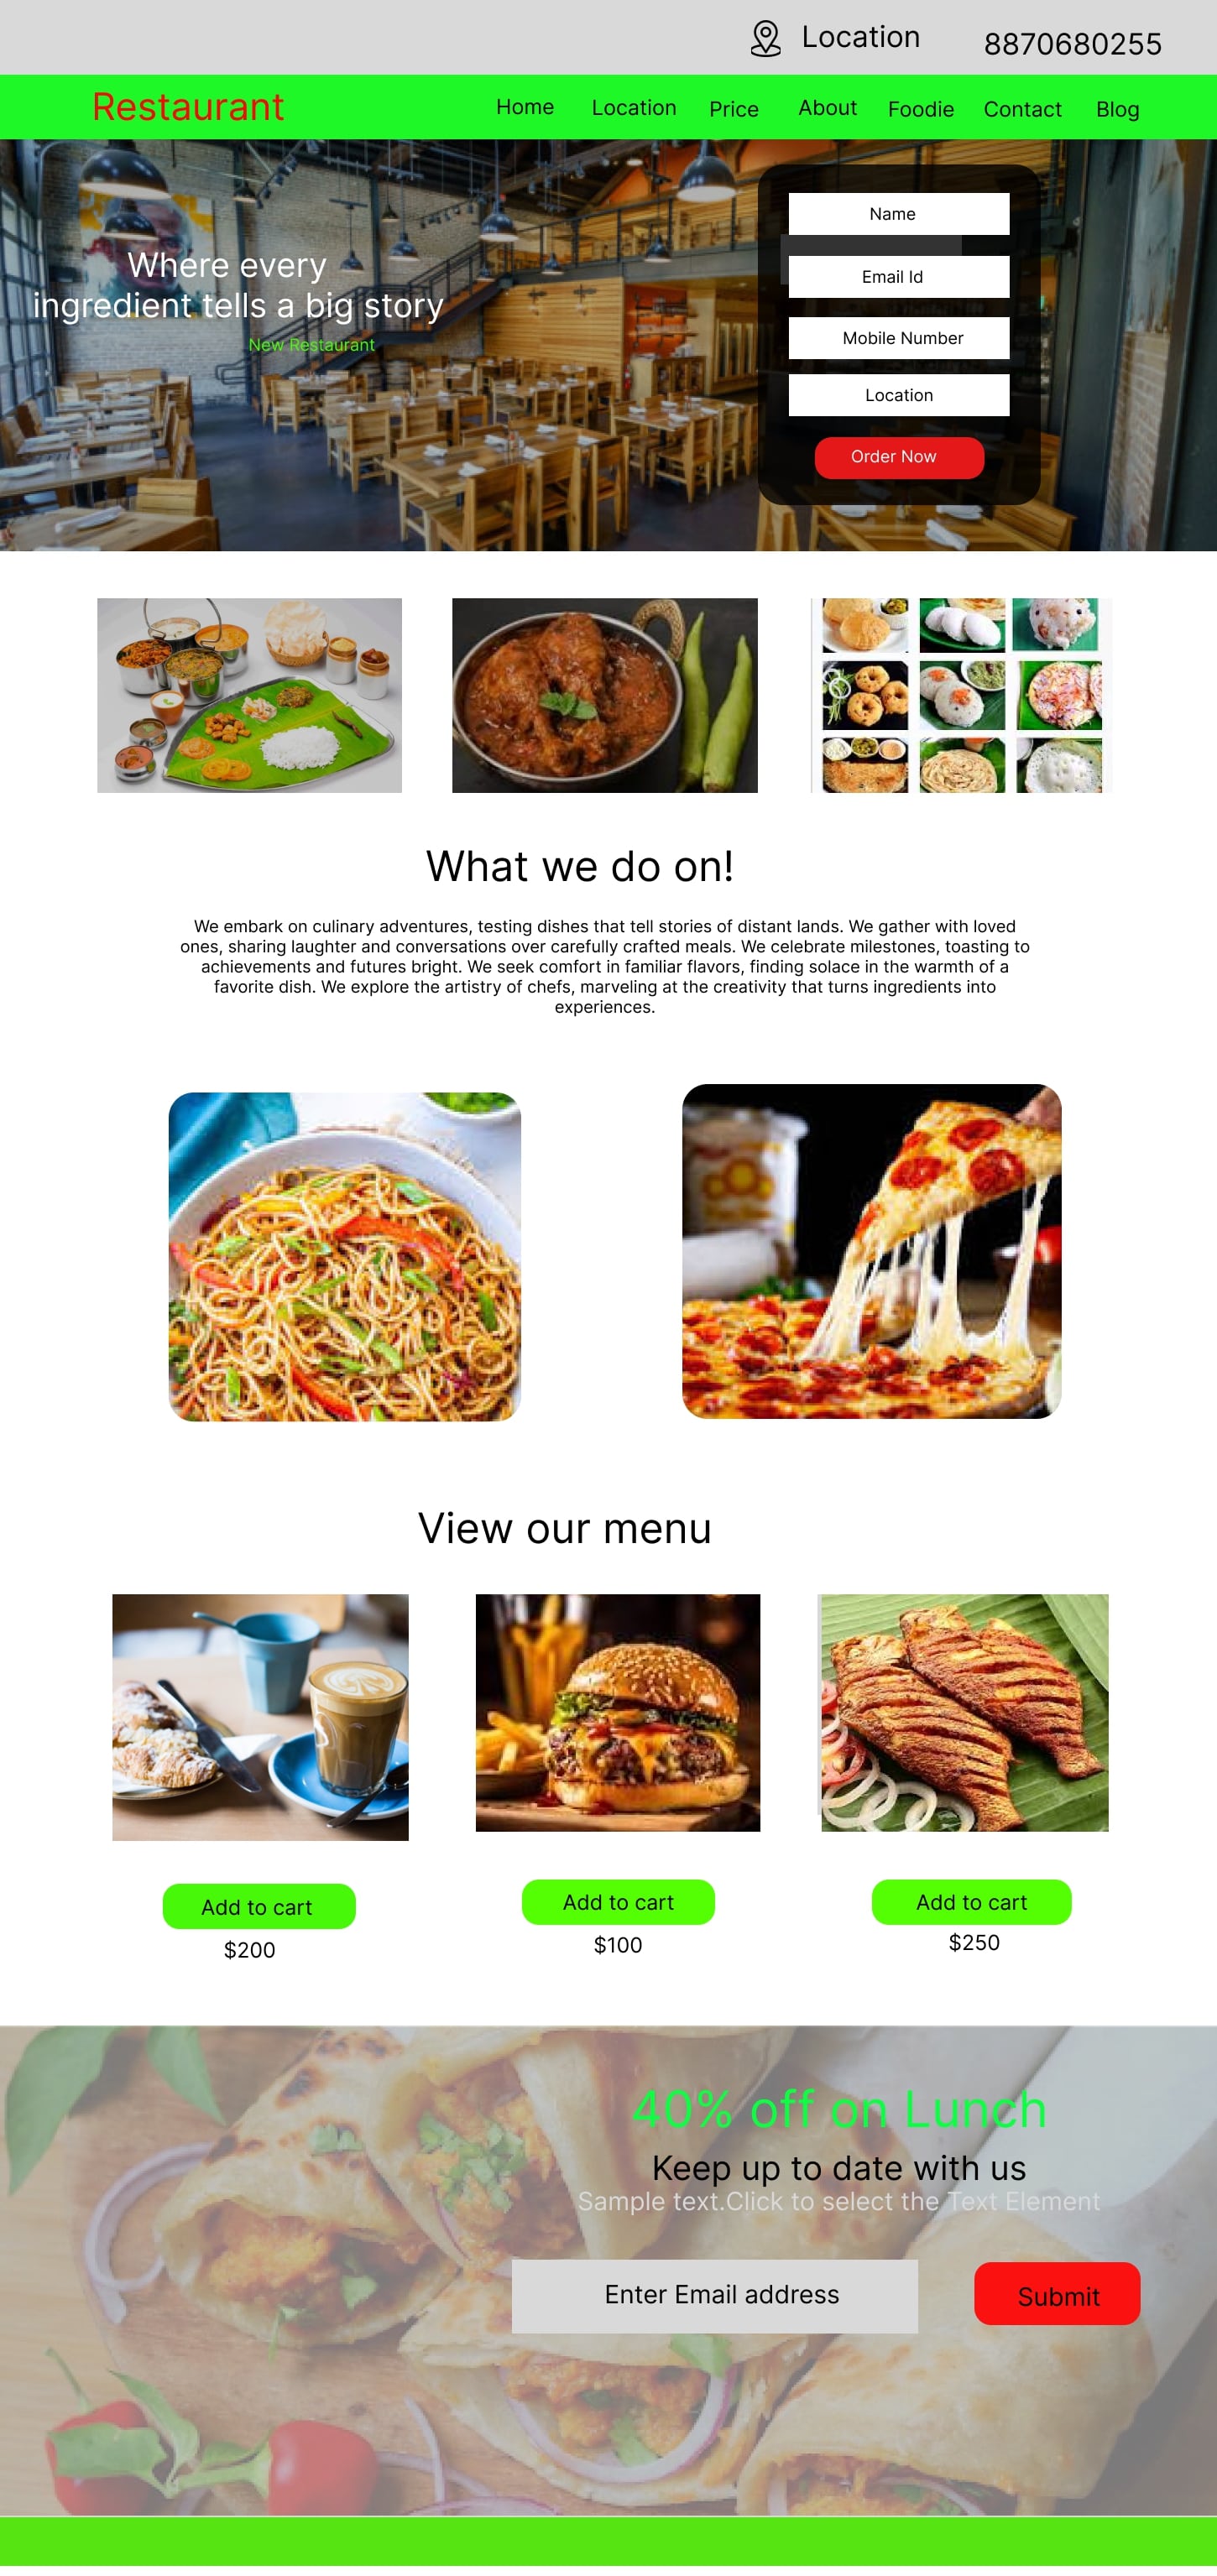 Location
8870680255
Restaurant
Home Location Price About Foodie Contact Blog
Where every
ingredient tells a big story
New Restaurant
Name
Email Id
Mobile Number
Location
Order Now
What we do on!
We embark on culinary adventures, testing dishes that tell stories of distant lands. We gather with loved
ones, sharing laughter and conversations over carefully crafted meals. We celebrate milestones, toasting to
achievements and futures bright. We seek comfort in familiar flavors, finding solace in the warmth of a
favorite dish. We explore the artistry of chefs, marveling at the creativity that turns ingredients into
experiences.
View our menu
Add to cart
$200
Add to cart
$100
Add to cart
$250
40% off on Lunch
Keep up to date with us
Sample text.Click to select the Text Element
Enter Email address
Submit